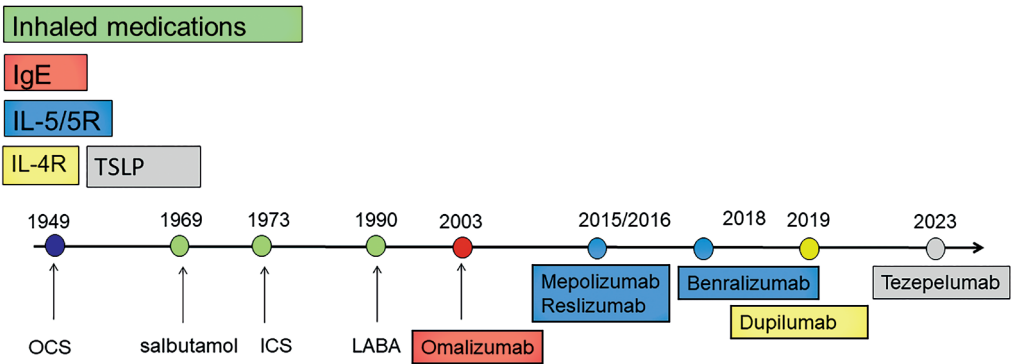 Inhaled medications
IgE
IL-5/5R
IL-4R TSLP
1949 1969 1973 1990 2003 2015/2016 2018 2019 2023
Mepolizumab Benralizumab Tezepelumab
Reslizumab
Dupilumab
OCS salbutamol ICS LABA Omalizumab